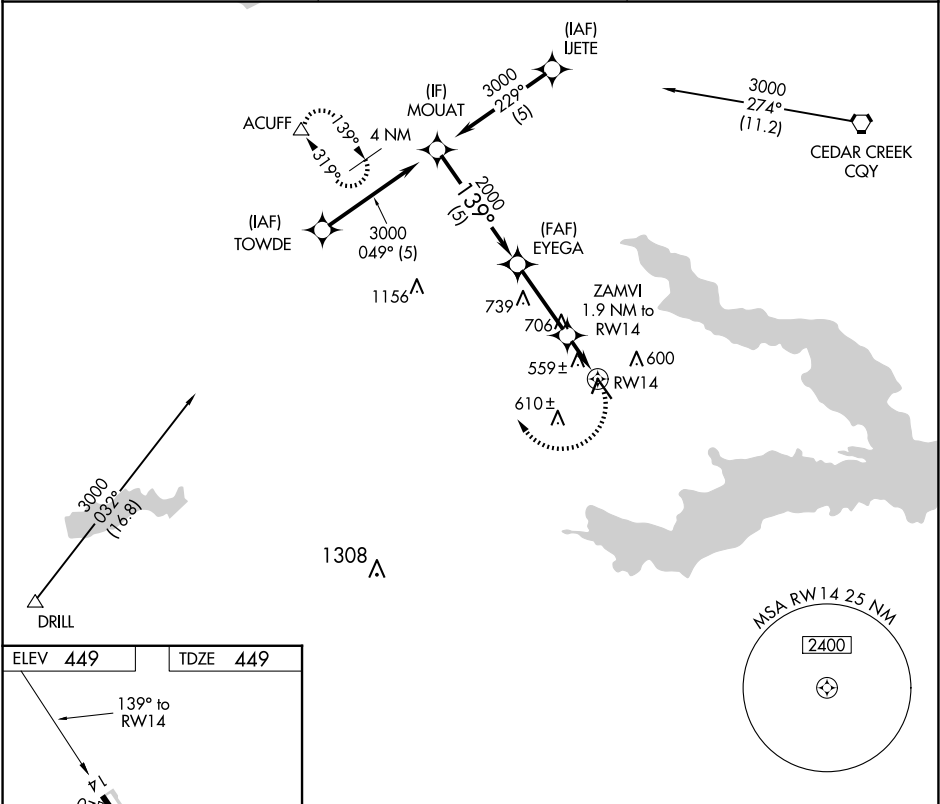 (IAF)
IJETE
3000
229°
(5)
(IF)
MOUAT
3000
274°
(11.2)
CEDAR CREEK
CQY
ACUFF
139°
319°
4 NM
(IAF)
TOWDE
3000
049° (5)
2000
139°
(5)
(FAF)
EYEGA
1156
739
ZAMVI
1.9 NM to
RW14
706
559±
600
RW14
610±
3000
032°
(16.8)
DRILL
1308
MSA RW14 25 NM
2400
ELEV 449
TDZE 449
139° to
RW14
14